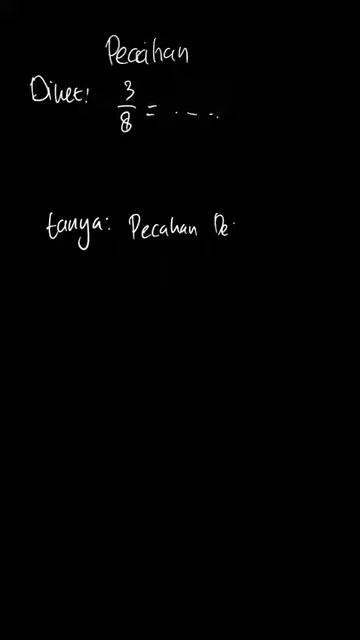 Pecahan
Diket: 3/8 = .....
tanya: Pecahan De